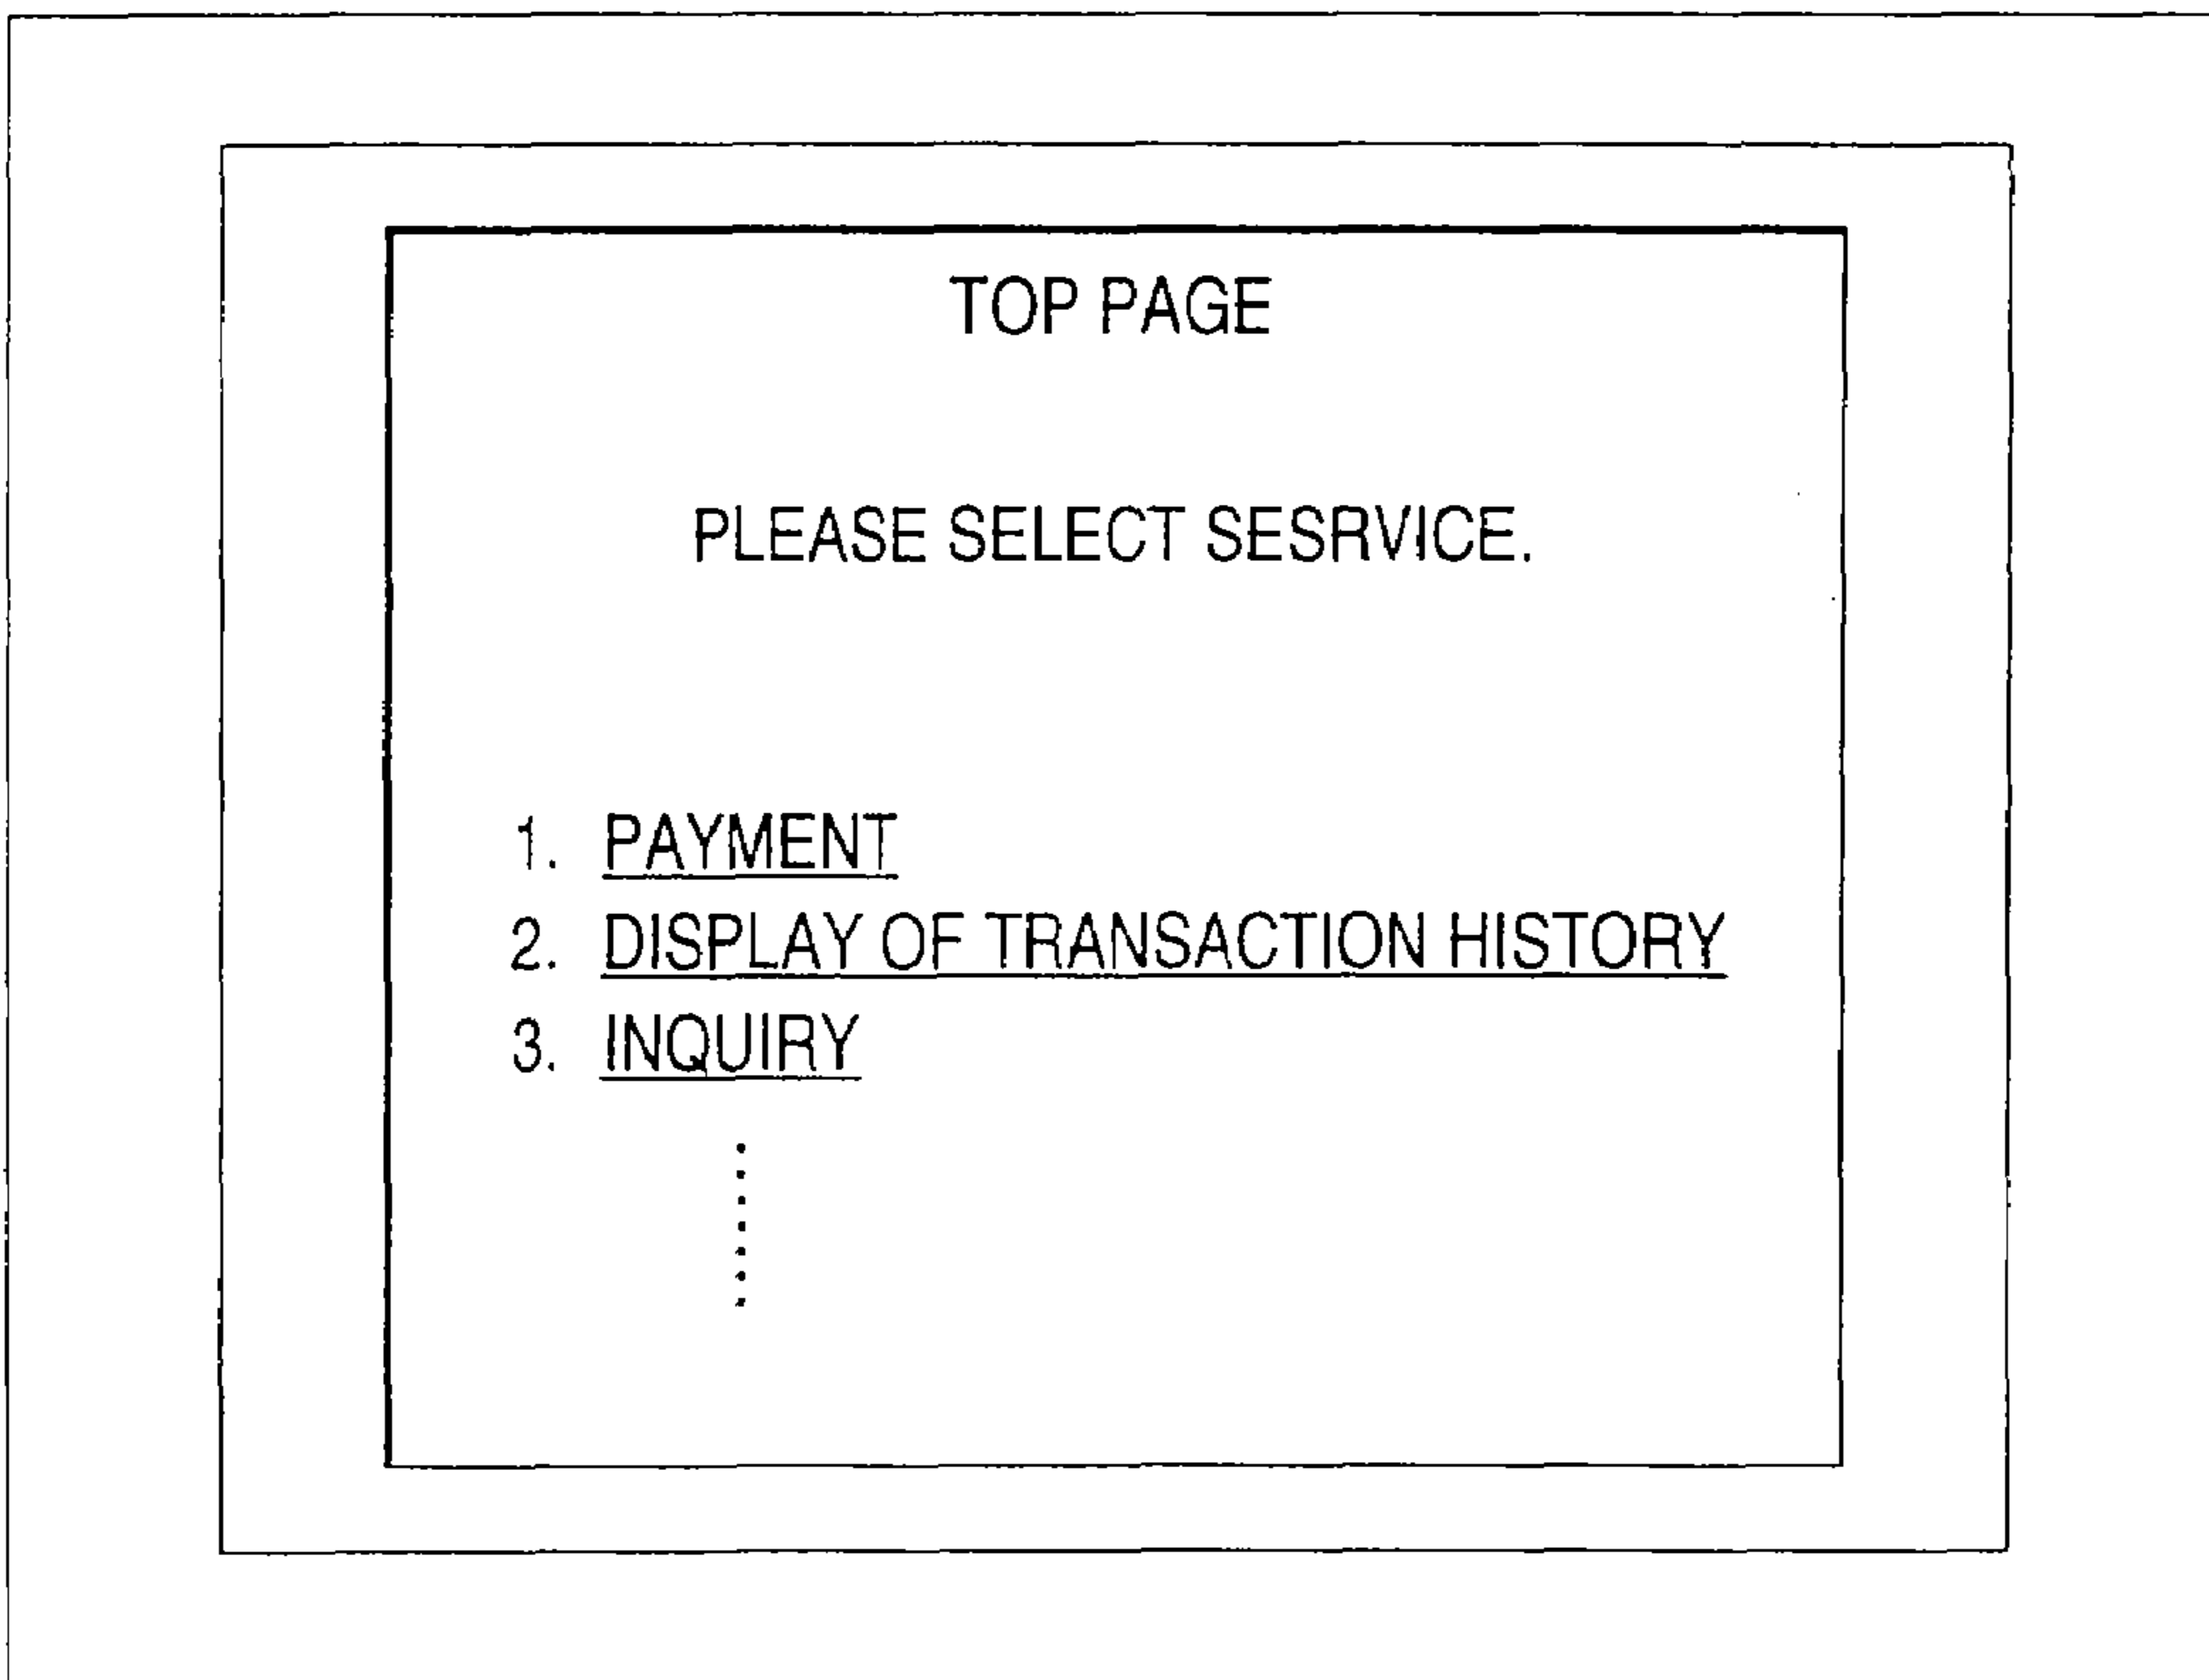 TOP PAGE
PLEASE SELECT SESRVICE.
1. PAYMENT
2. DISPLAY OF TRANSACTION HISTORY
3. INQUIRY